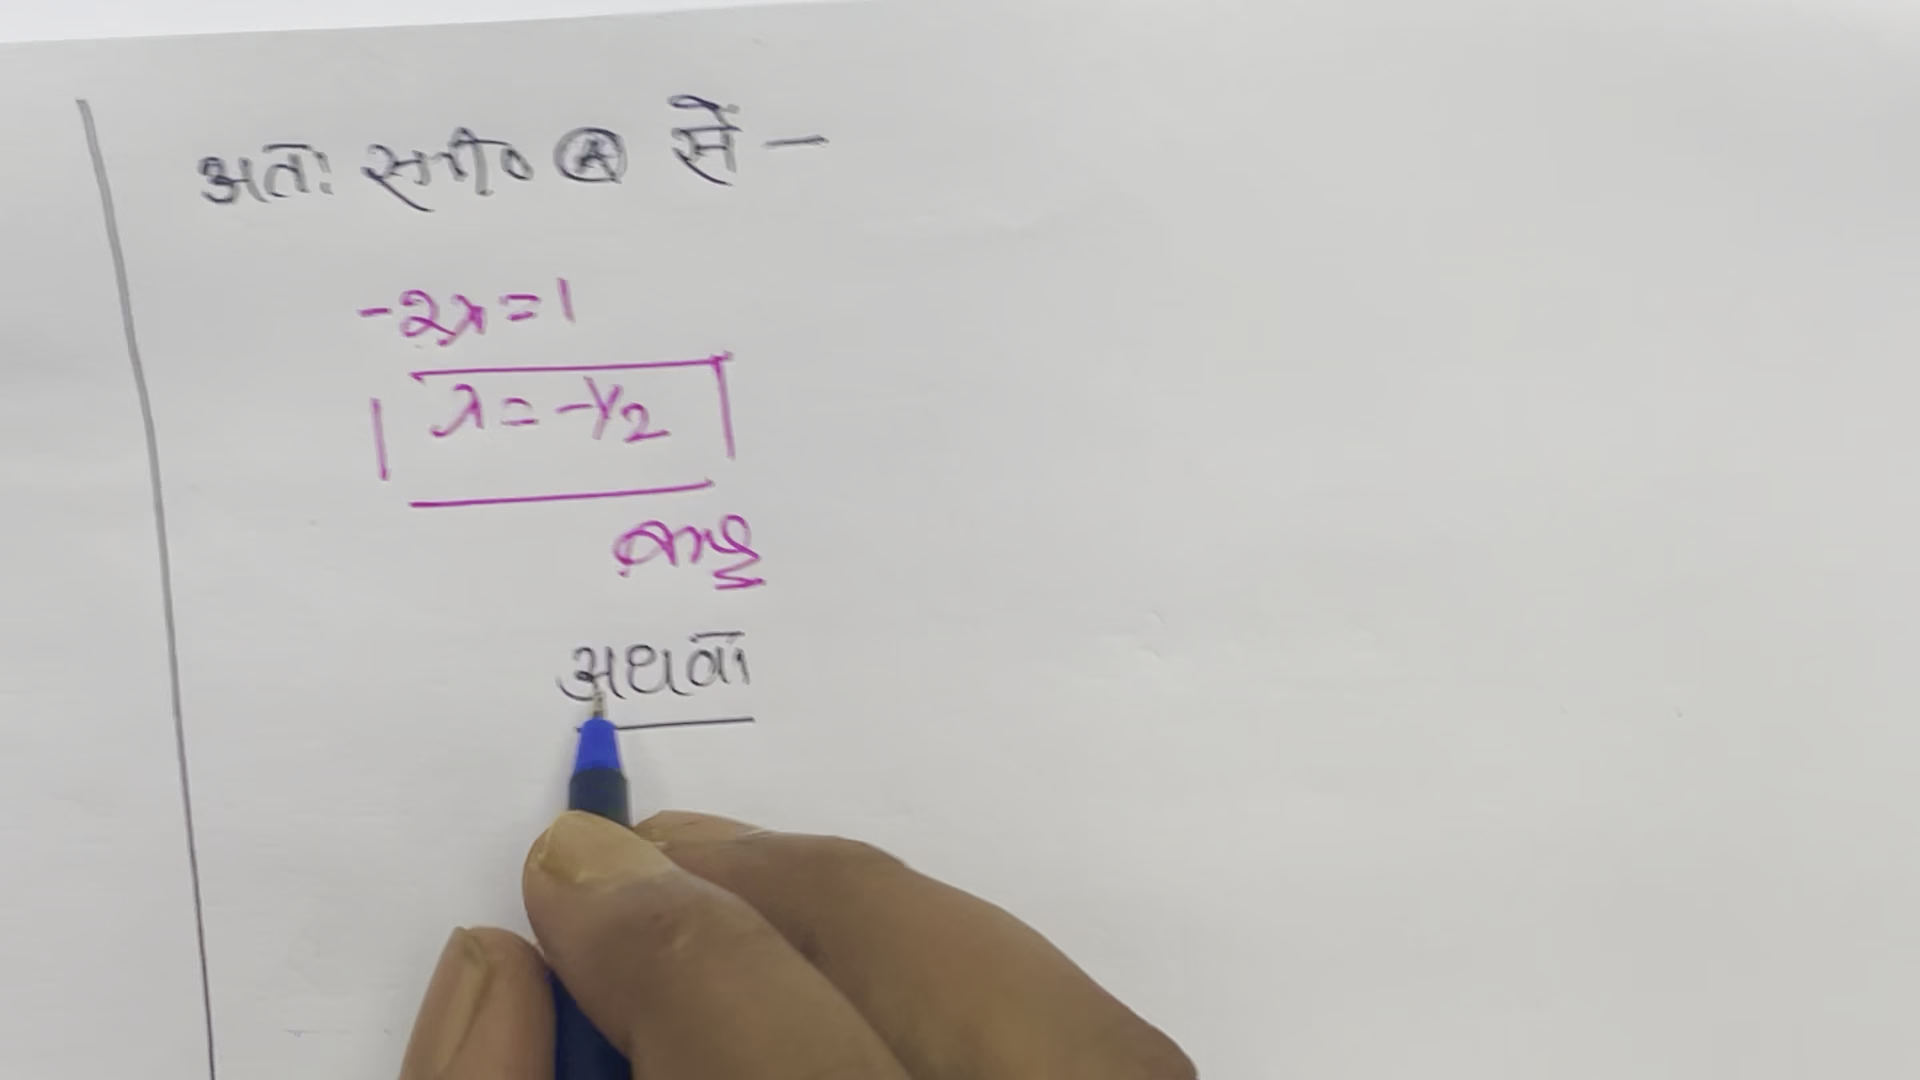 अतः समी० Ⓐ से -
-2λ = 1
λ = -1/2
Ans
अथवा